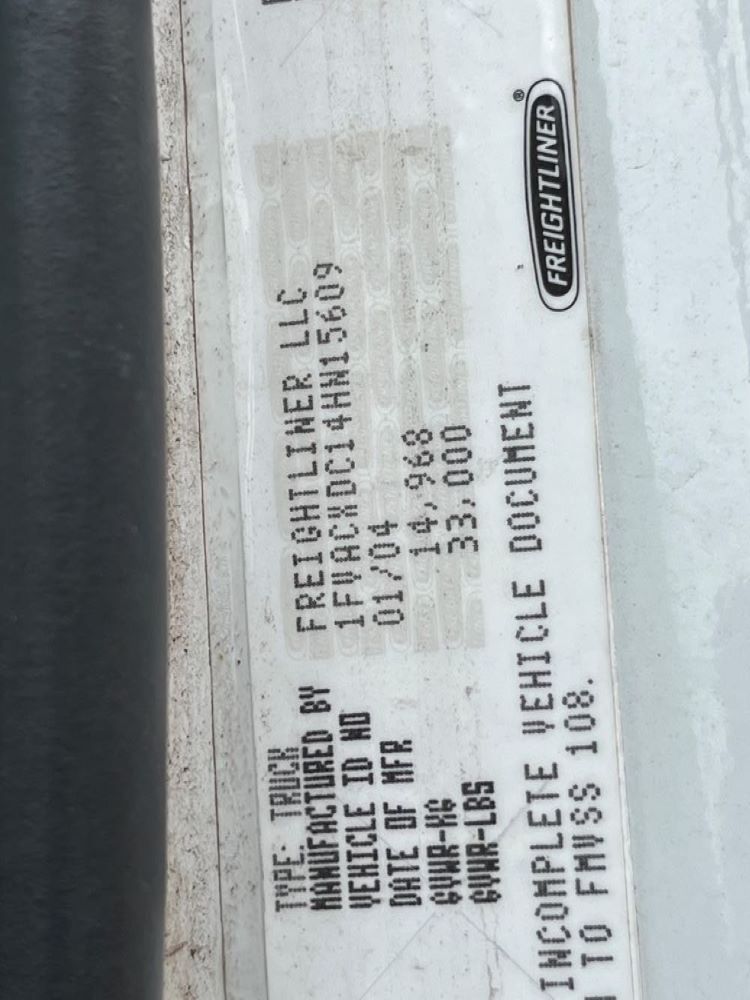 TYPE: TRUCK
MANUFACTURED BY FREIGHTLINER LLC
VEHICLE ID NO 1FVACXDC14HN15609
DATE OF MFR 01/04
GVWR-KG 14,968
GVWR-LBS 33,000
INCOMPLETE VEHICLE DOCUMENT
TO FMVSS 108.
FREIGHTLINER®